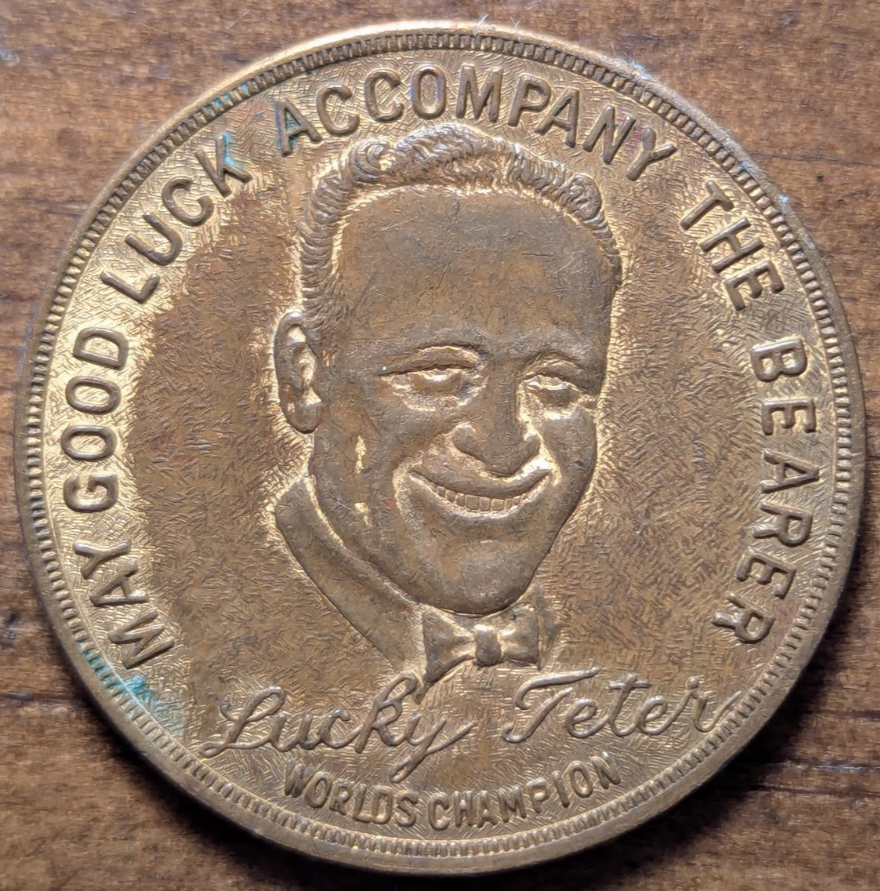 MAY GOOD LUCK ACCOMPANY THE BEARER
Lucky Teter
WORLDS CHAMPION